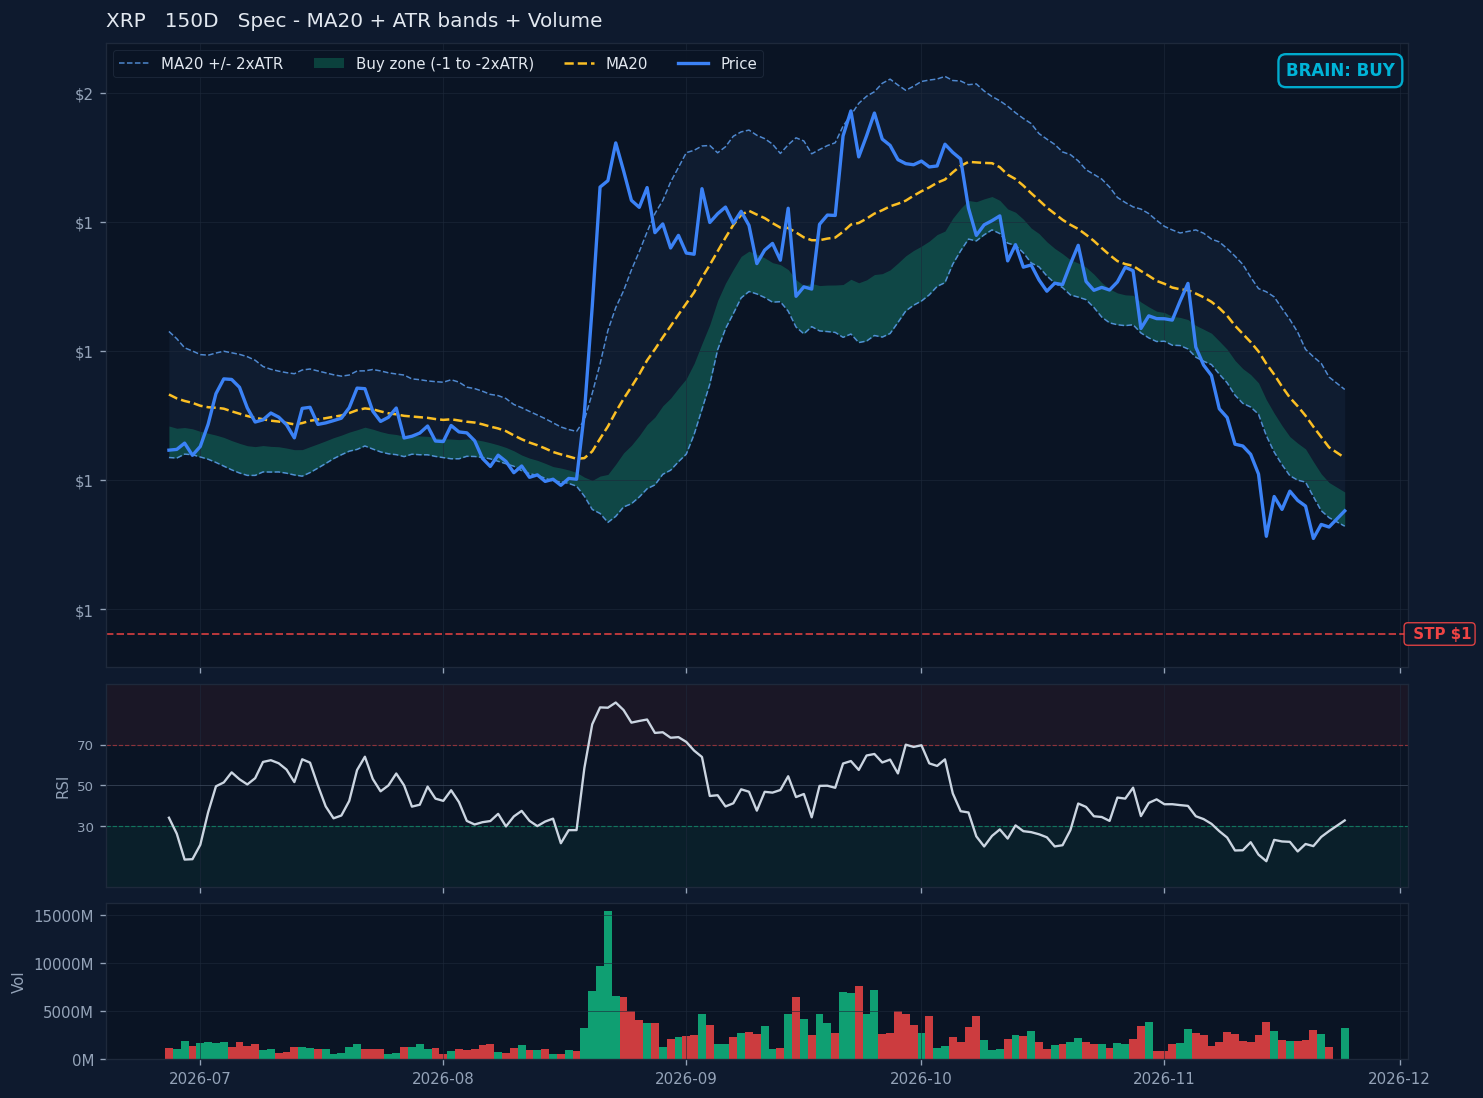 XRP   150D   Spec - MA20 + ATR bands + Volume
MA20 +/- 2xATR
Buy zone (-1 to -2xATR)
MA20
Price
BRAIN: BUY
$2
$1
$1
$1
$1
STP $1
RSI
70
50
30
Vol
15000M
10000M
5000M
0M
2026-07
2026-08
2026-09
2026-10
2026-11
2026-12